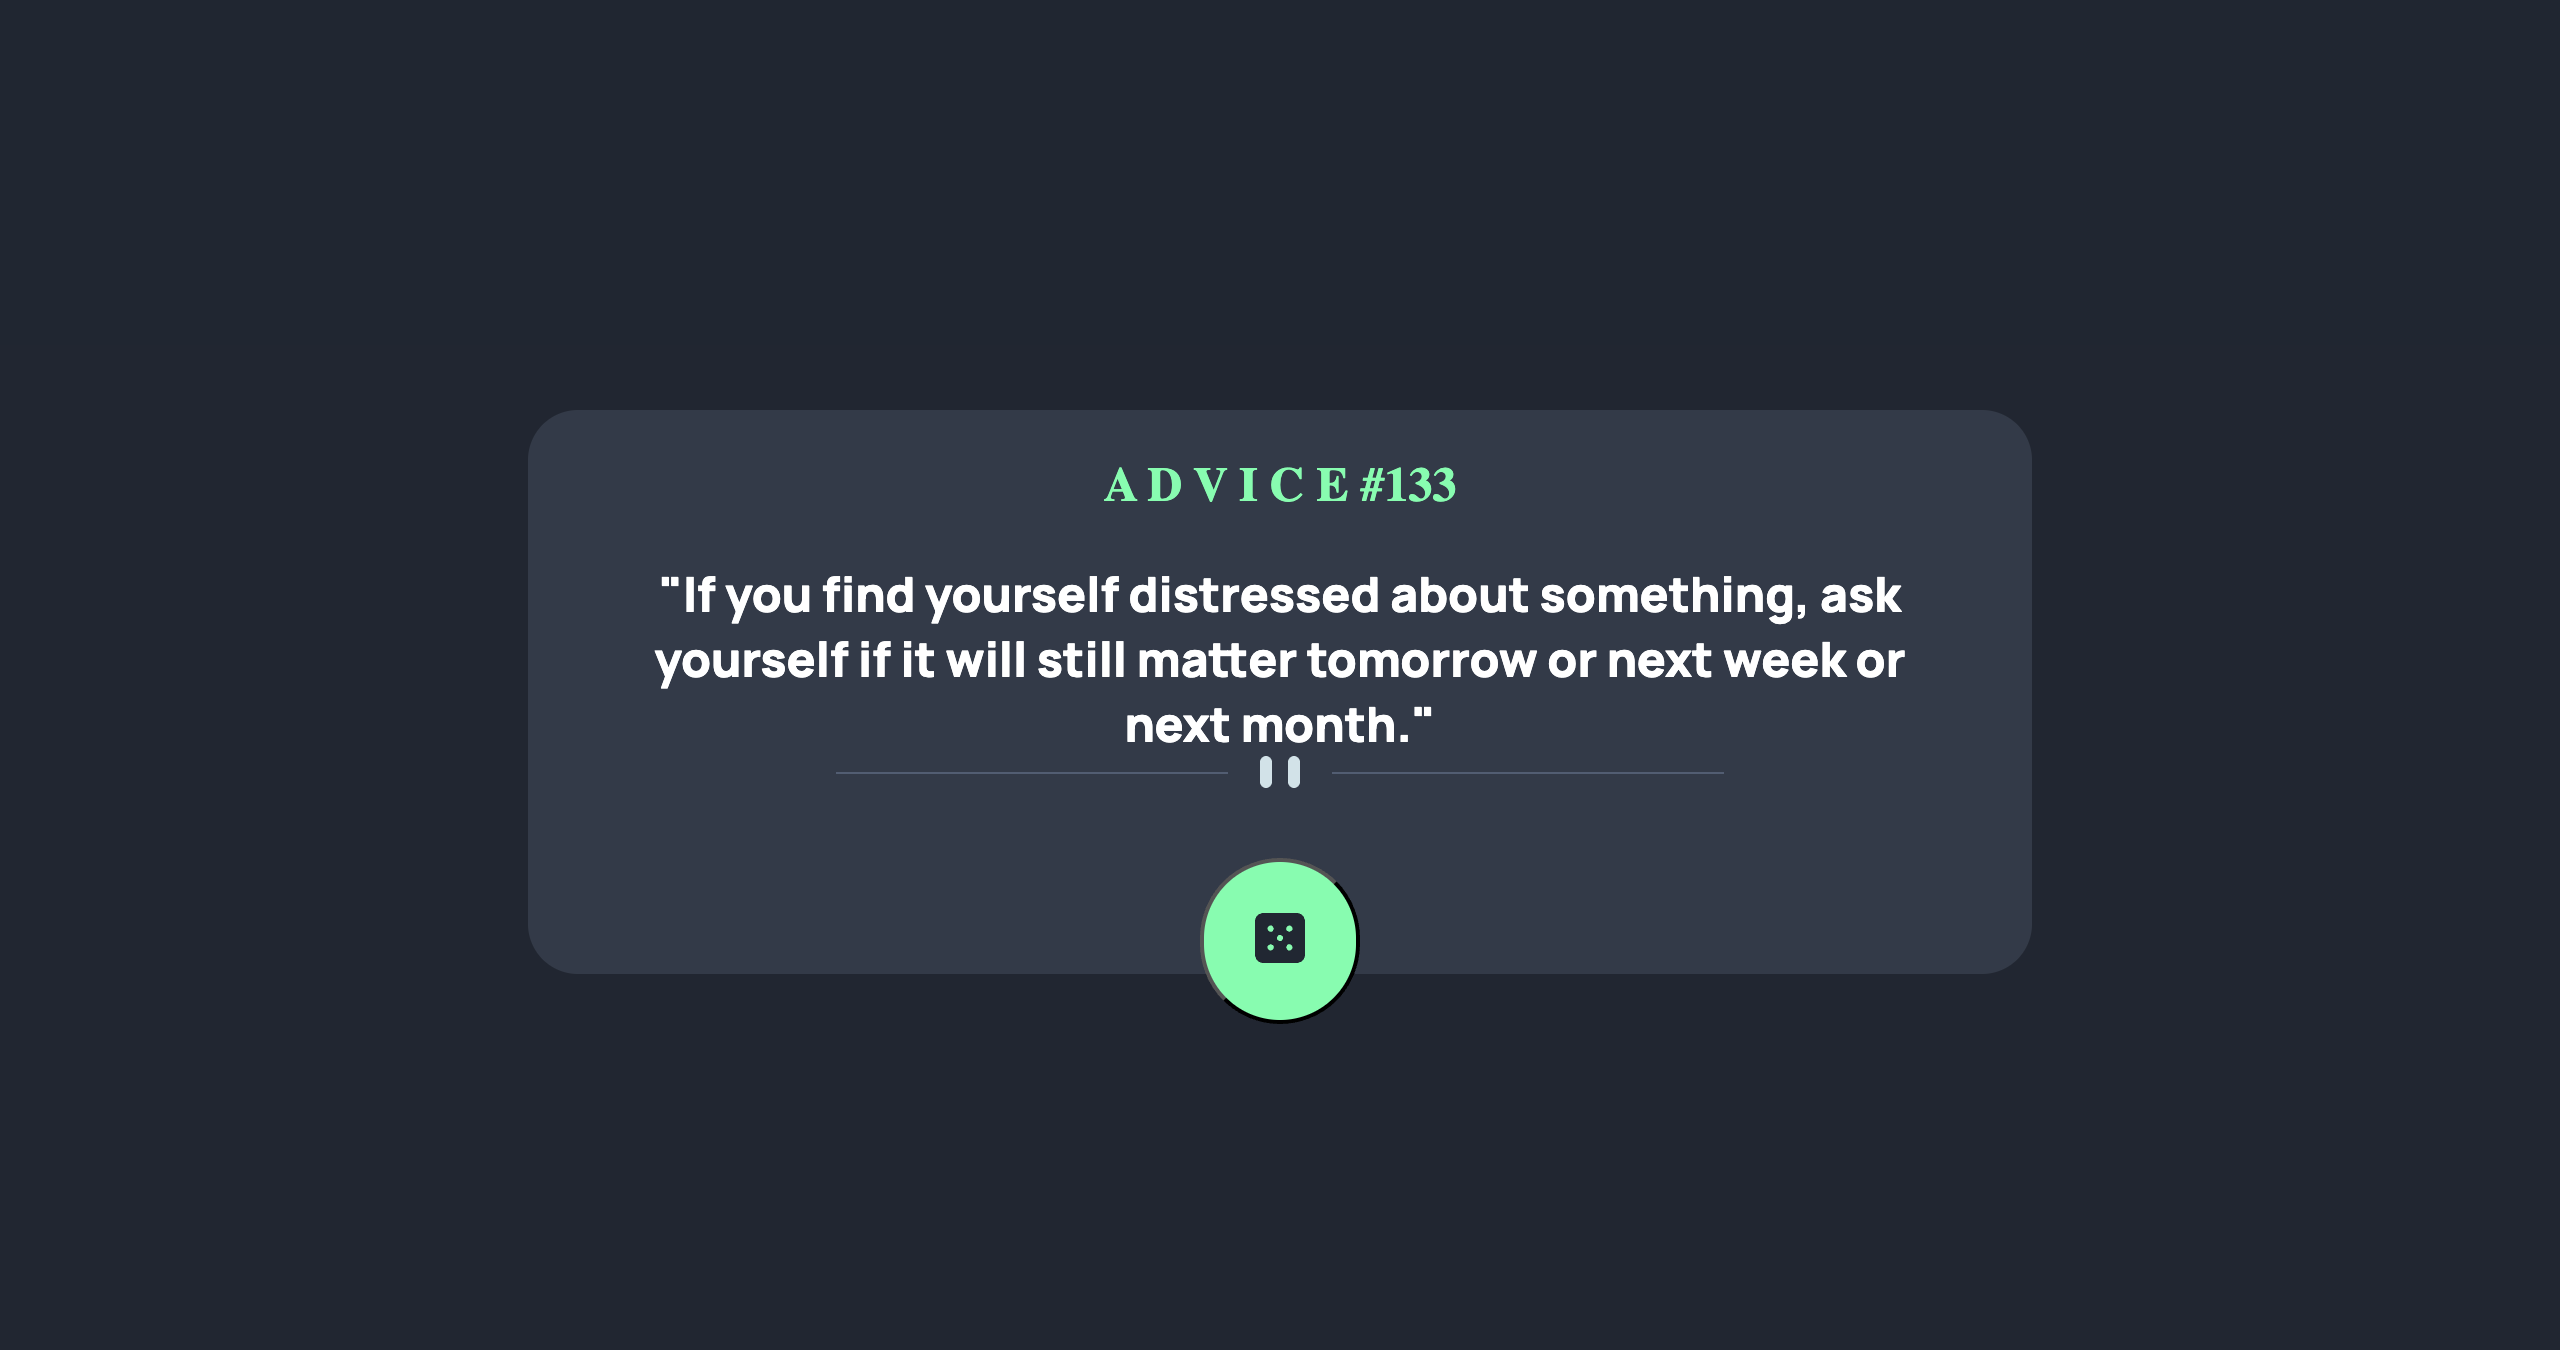 A D V I C E #133
"If you find yourself distressed about something, ask
yourself if it will still matter tomorrow or next week or
next month."